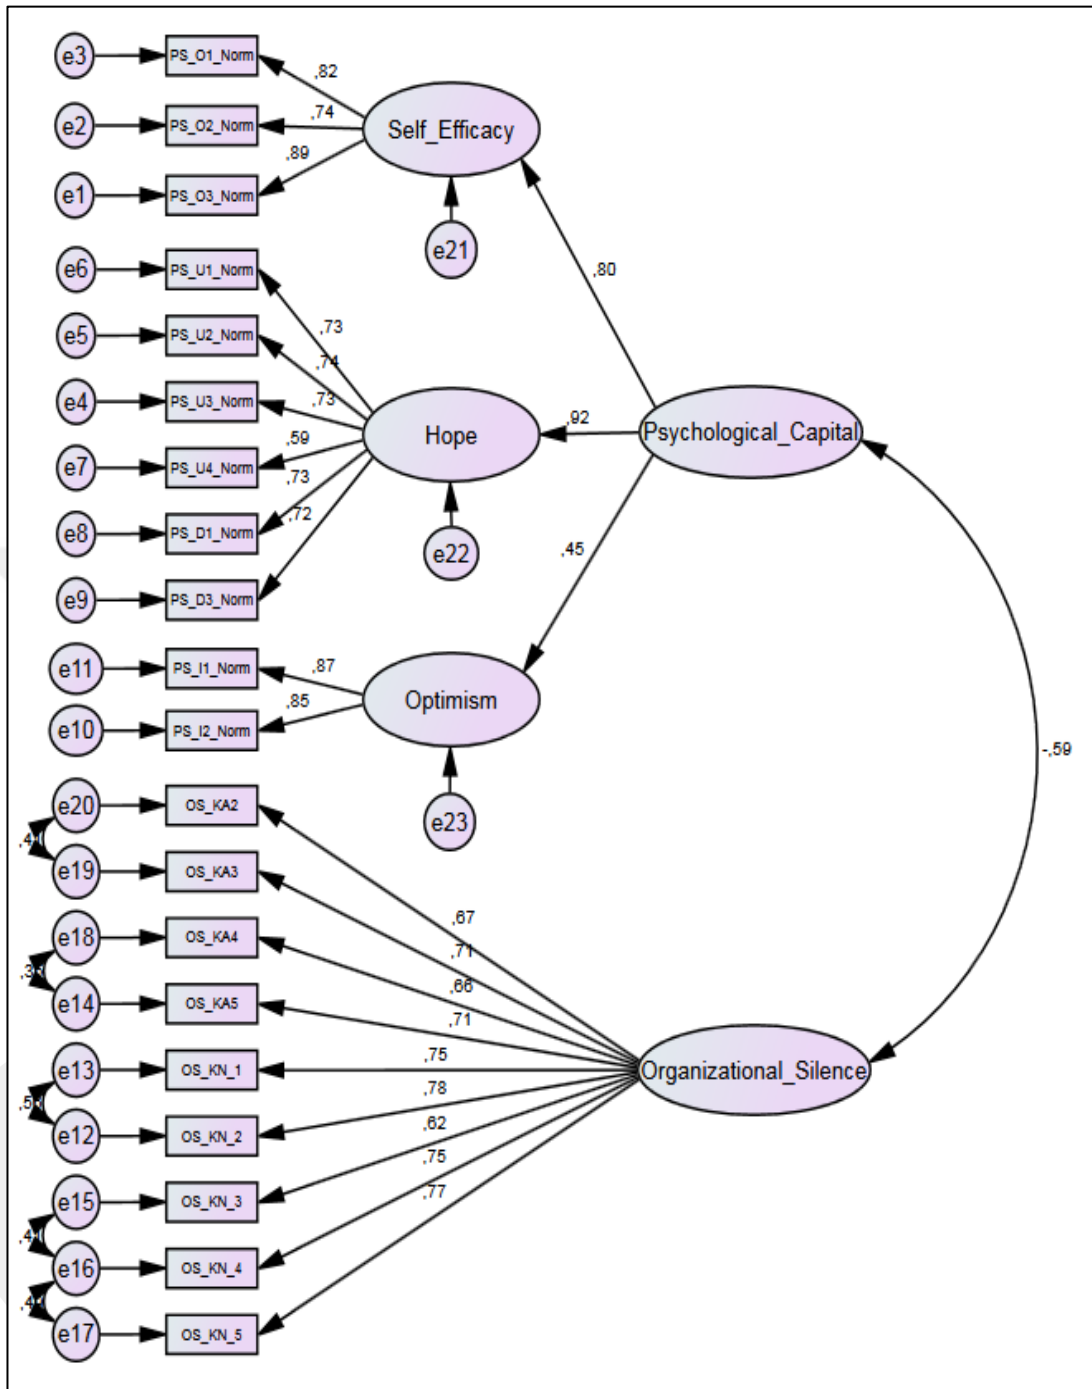 e3
PS_O1_Norm
,82
e2
PS_O2_Norm
,74
Self_Efficacy
e1
PS_O3_Norm
,89
e21
e6
PS_U1_Norm
,80
e5
PS_U2_Norm
,73
,74
e4
PS_U3_Norm
,73
Hope
,92
Psychological_Capital
e7
PS_U4_Norm
,59
e8
PS_D1_Norm
,73
e22
e9
PS_D3_Norm
,72
,45
e11
PS_I1_Norm
,87
Optimism
e10
PS_I2_Norm
,85
-,59
e23
e20
OS_KA2
,67
e19
OS_KA3
,71
e18
OS_KA4
,66
e14
OS_KA5
,71
e13
OS_KN_1
,75
Organizational_Silence
e12
OS_KN_2
,78
e15
OS_KN_3
,62
e16
OS_KN_4
,75
e17
OS_KN_5
,77